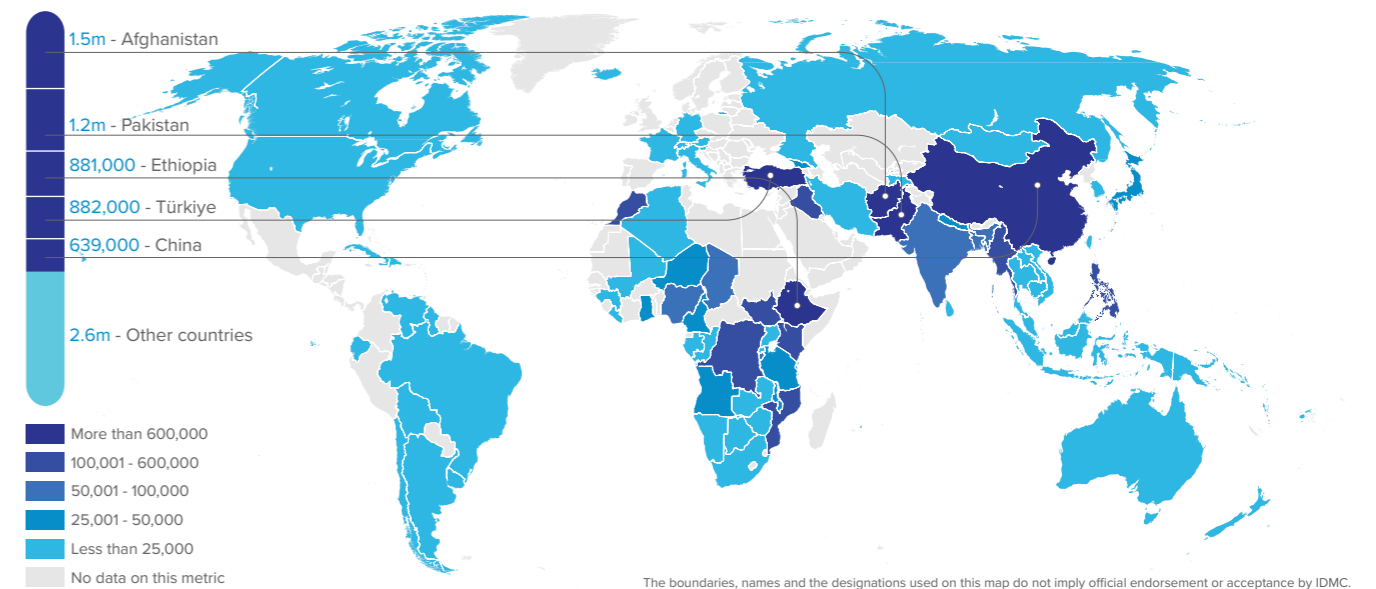 1.5m - Afghanistan
1.2m - Pakistan
881,000 - Ethiopia
882,000 - Türkiye
639,000 - China
2.6m - Other countries
More than 600,000
100,001 - 600,000
50,001 - 100,000
25,001 - 50,000
Less than 25,000
No data on this metric
The boundaries, names and the designations used on this map do not imply official endorsement or acceptance by IDMC.